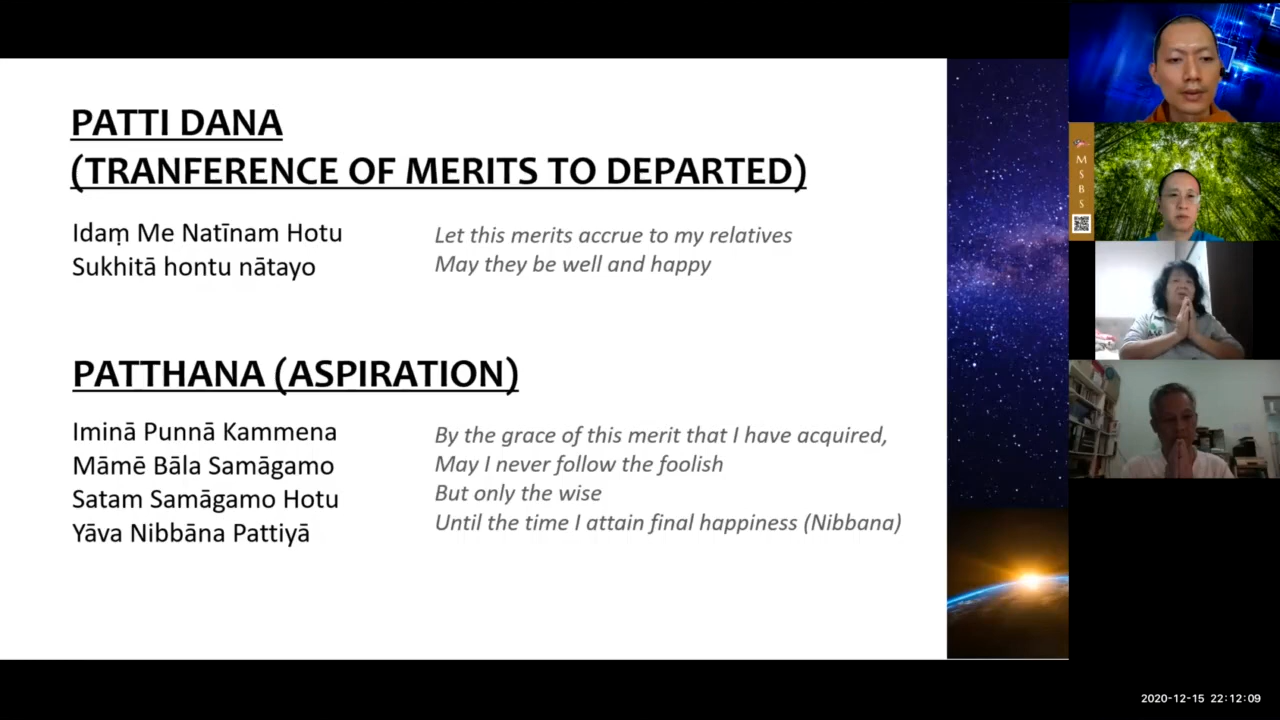 PATTI DANA
(TRANFERENCE OF MERITS TO DEPARTED)
Idaṃ Me Natīnam Hotu
Sukhitā hontu nātayo
Let this merits accrue to my relatives
May they be well and happy
PATTHANA (ASPIRATION)
Iminā Punnā Kammena
Māmē Bāla Samāgamo
Satam Samāgamo Hotu
Yāva Nibbāna Pattiyā
By the grace of this merit that I have acquired,
May I never follow the foolish
But only the wise
Until the time I attain final happiness (Nibbana)
M
S
B
S
2020-12-15 22:12:09